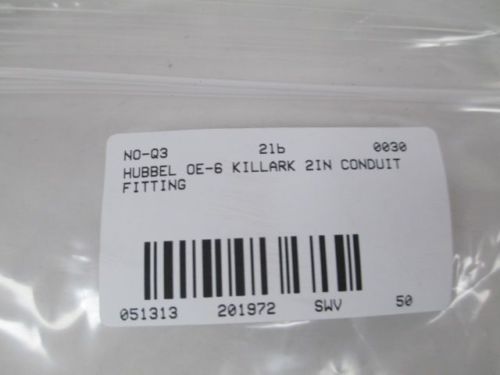 NO-Q3 21b 0030
HUBBEL OE-6 KILLARK 2IN CONDUIT
FITTING
051313 201972 SWV 50